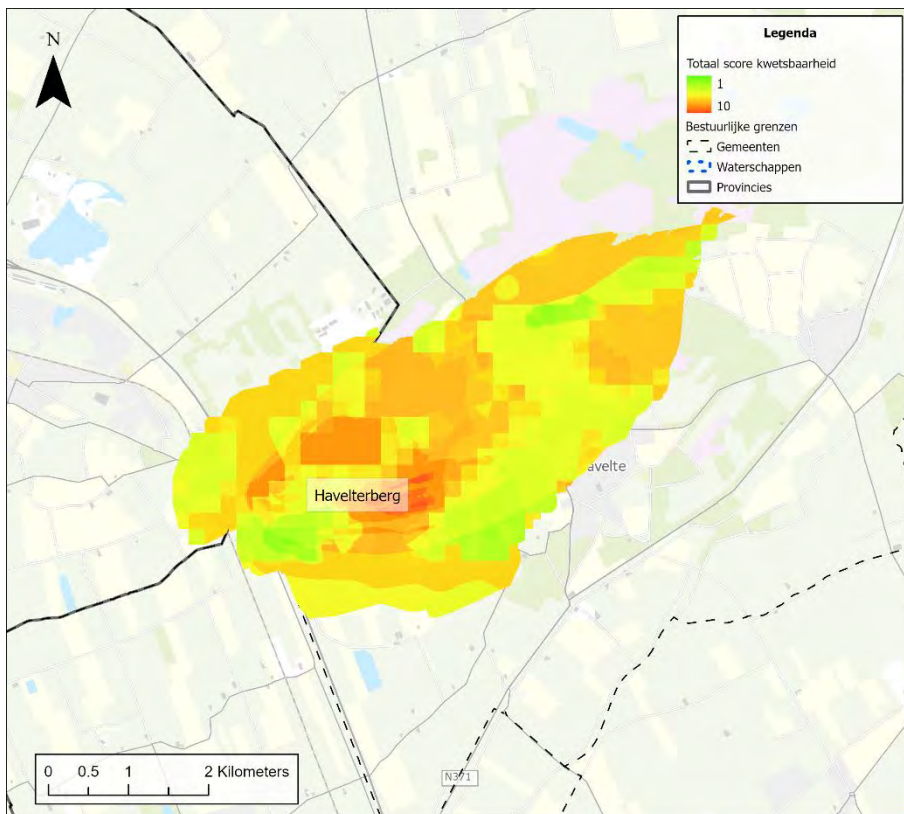 N
Legenda
Totaal score kwetsbaarheid
1
10
Bestuurlijke grenzen
Gemeenten
Waterschappen
Provincies
Havelterberg
avelte
0 0.5 1 2 Kilometers
N371